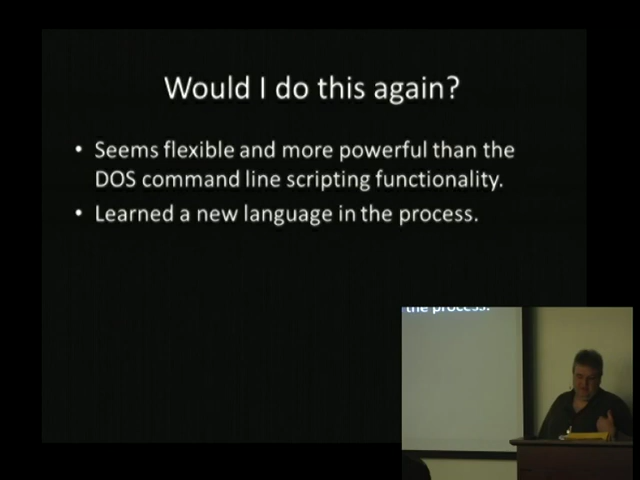 Would I do this again?
• Seems flexible and more powerful than the
DOS command line scripting functionality.
• Learned a new language in the process.
the process.